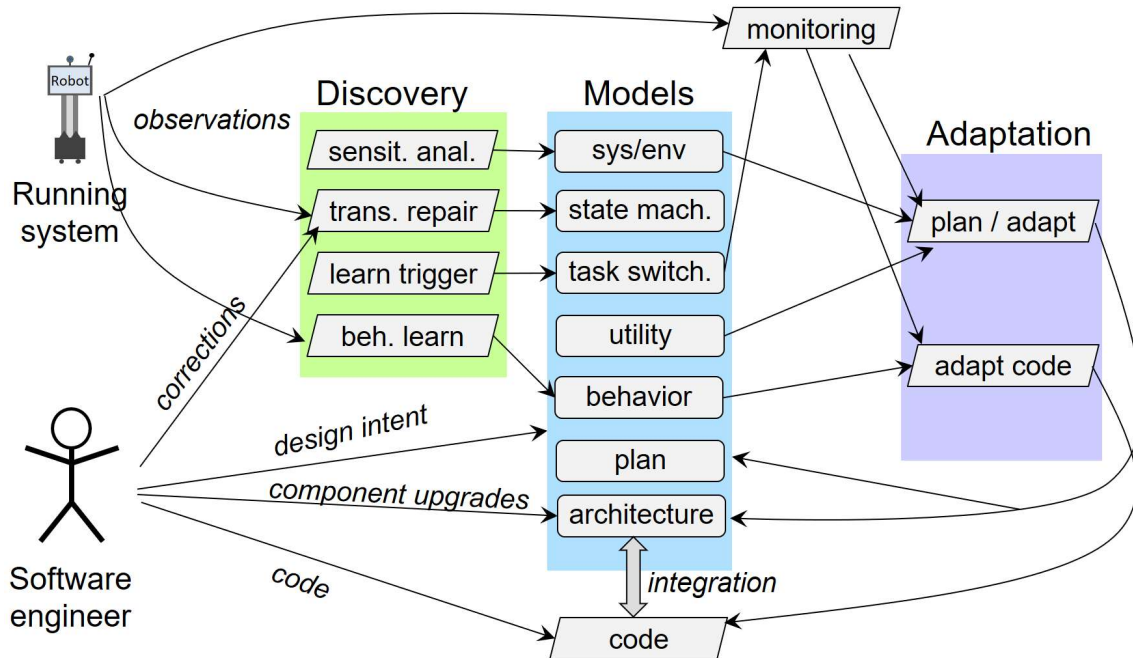 monitoring
Robot
Discovery
Models
observations
Adaptation
sensit. anal.
sys/env
Running
system
trans. repair
state mach.
plan / adapt
learn trigger
task switch.
beh. learn
utility
adapt code
corrections
behavior
design intent
plan
component upgrades
architecture
Software
engineer
code
integration
code